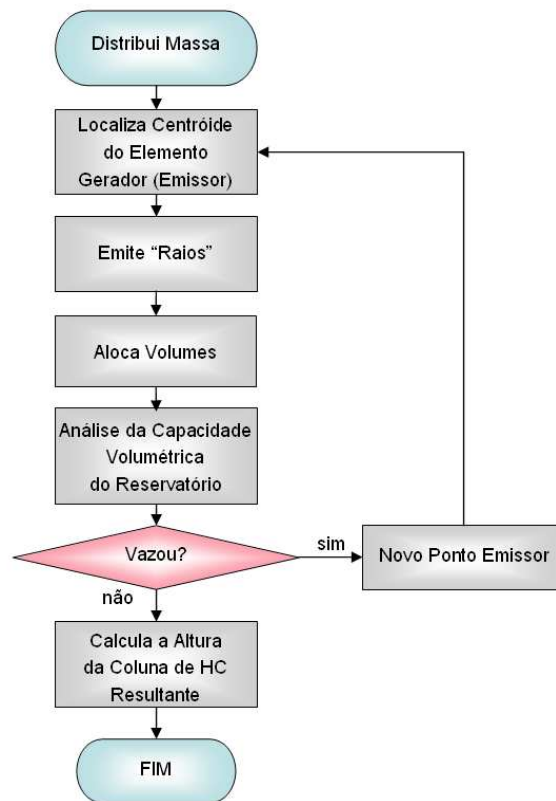 Distribui Massa
Localiza Centróide
do Elemento
Gerador (Emissor)
Emite “Raios”
Aloca Volumes
Análise da Capacidade
Volumétrica
do Reservatório
Vazou?
sim
Novo Ponto Emissor
não
Calcula a Altura
da Coluna de HC
Resultante
FIM